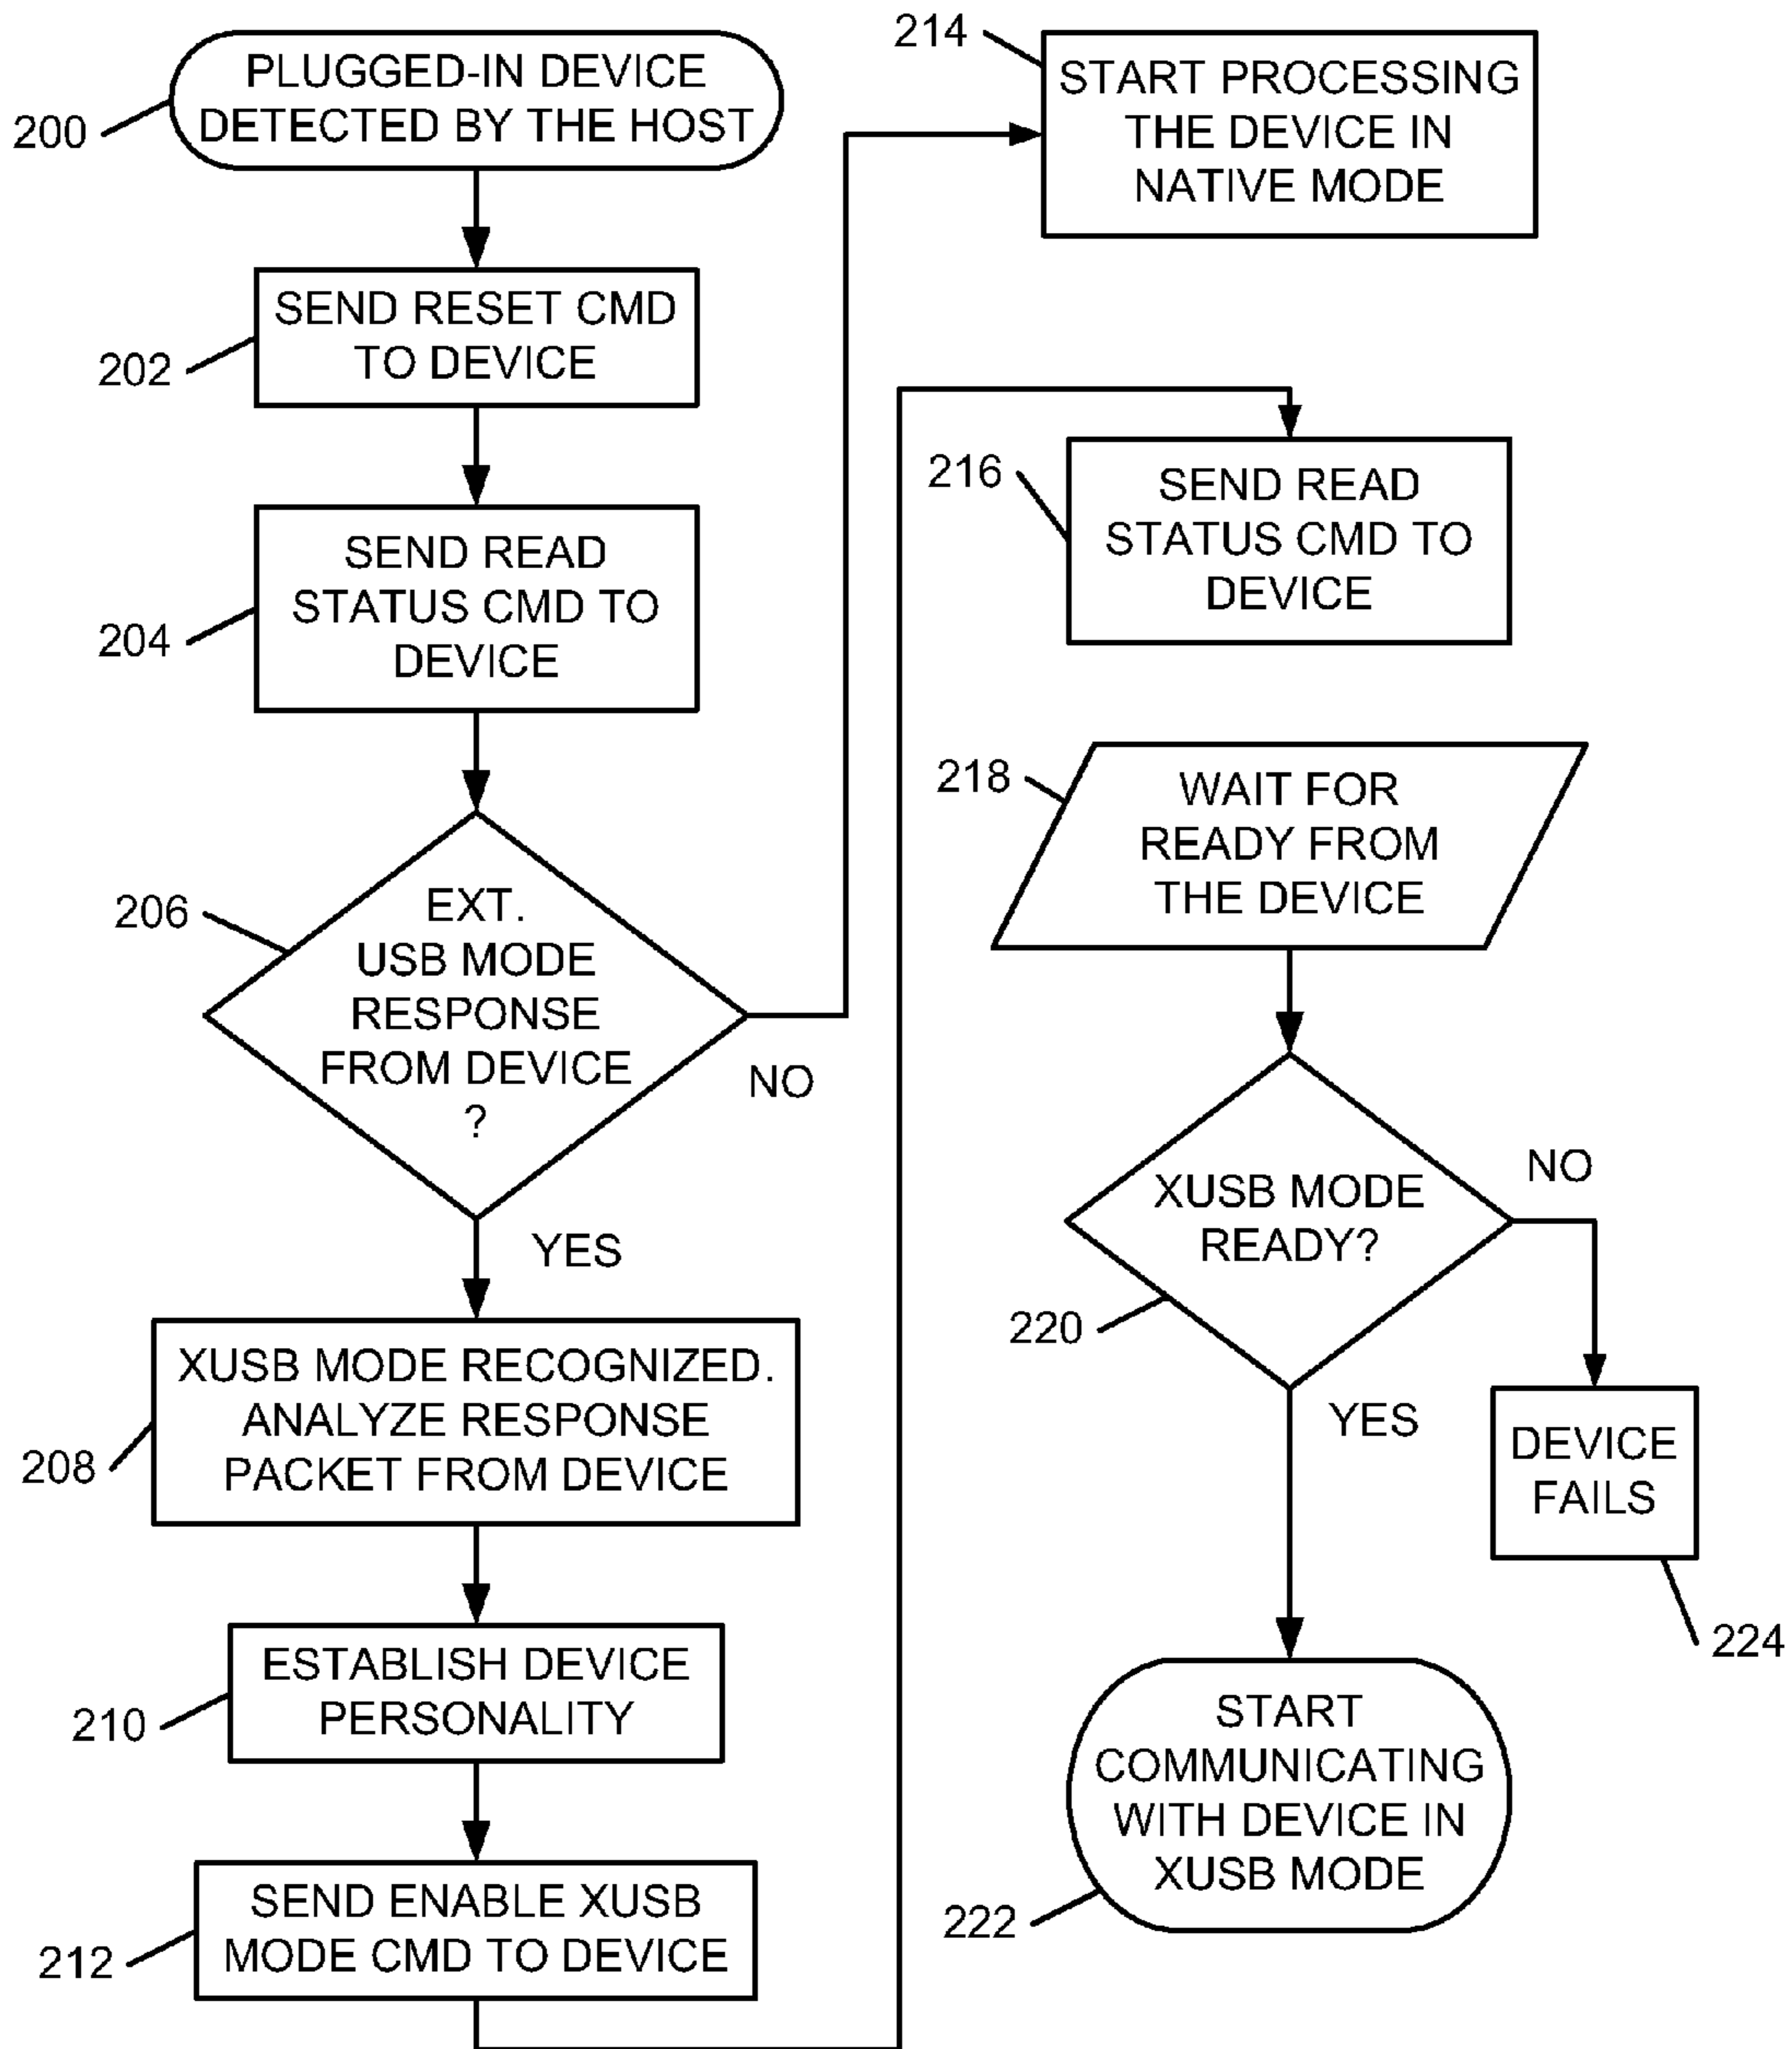 200
PLUGGED-IN DEVICE
DETECTED BY THE HOST
202
SEND RESET CMD
TO DEVICE
204
SEND READ
STATUS CMD TO
DEVICE
206
EXT.
USB MODE
RESPONSE
FROM DEVICE
?
NO
YES
208
XUSB MODE RECOGNIZED.
ANALYZE RESPONSE
PACKET FROM DEVICE
210
ESTABLISH DEVICE
PERSONALITY
212
SEND ENABLE XUSB
MODE CMD TO DEVICE
214
START PROCESSING
THE DEVICE IN
NATIVE MODE
216
SEND READ
STATUS CMD TO
DEVICE
218
WAIT FOR
READY FROM
THE DEVICE
220
XUSB MODE
READY?
NO
YES
DEVICE
FAILS
224
222
START
COMMUNICATING
WITH DEVICE IN
XUSB MODE